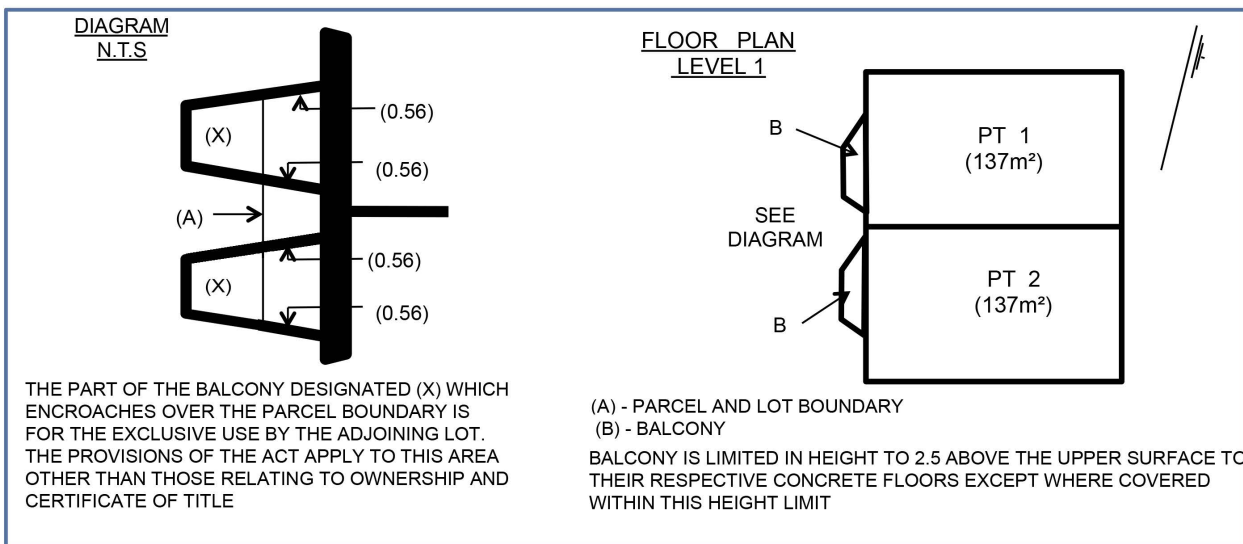 DIAGRAM
N.T.S
(X)
(0.56)
(0.56)
(A)
(X)
(0.56)
(0.56)
THE PART OF THE BALCONY DESIGNATED (X) WHICH
ENCROACHES OVER THE PARCEL BOUNDARY IS
FOR THE EXCLUSIVE USE BY THE ADJOINING LOT.
THE PROVISIONS OF THE ACT APPLY TO THIS AREA
OTHER THAN THOSE RELATING TO OWNERSHIP AND
CERTIFICATE OF TITLE
FLOOR PLAN
LEVEL 1
B
PT 1
(137m²)
SEE
DIAGRAM
PT 2
(137m²)
B
(A) - PARCEL AND LOT BOUNDARY
(B) - BALCONY
BALCONY IS LIMITED IN HEIGHT TO 2.5 ABOVE THE UPPER SURFACE TO
THEIR RESPECTIVE CONCRETE FLOORS EXCEPT WHERE COVERED
WITHIN THIS HEIGHT LIMIT